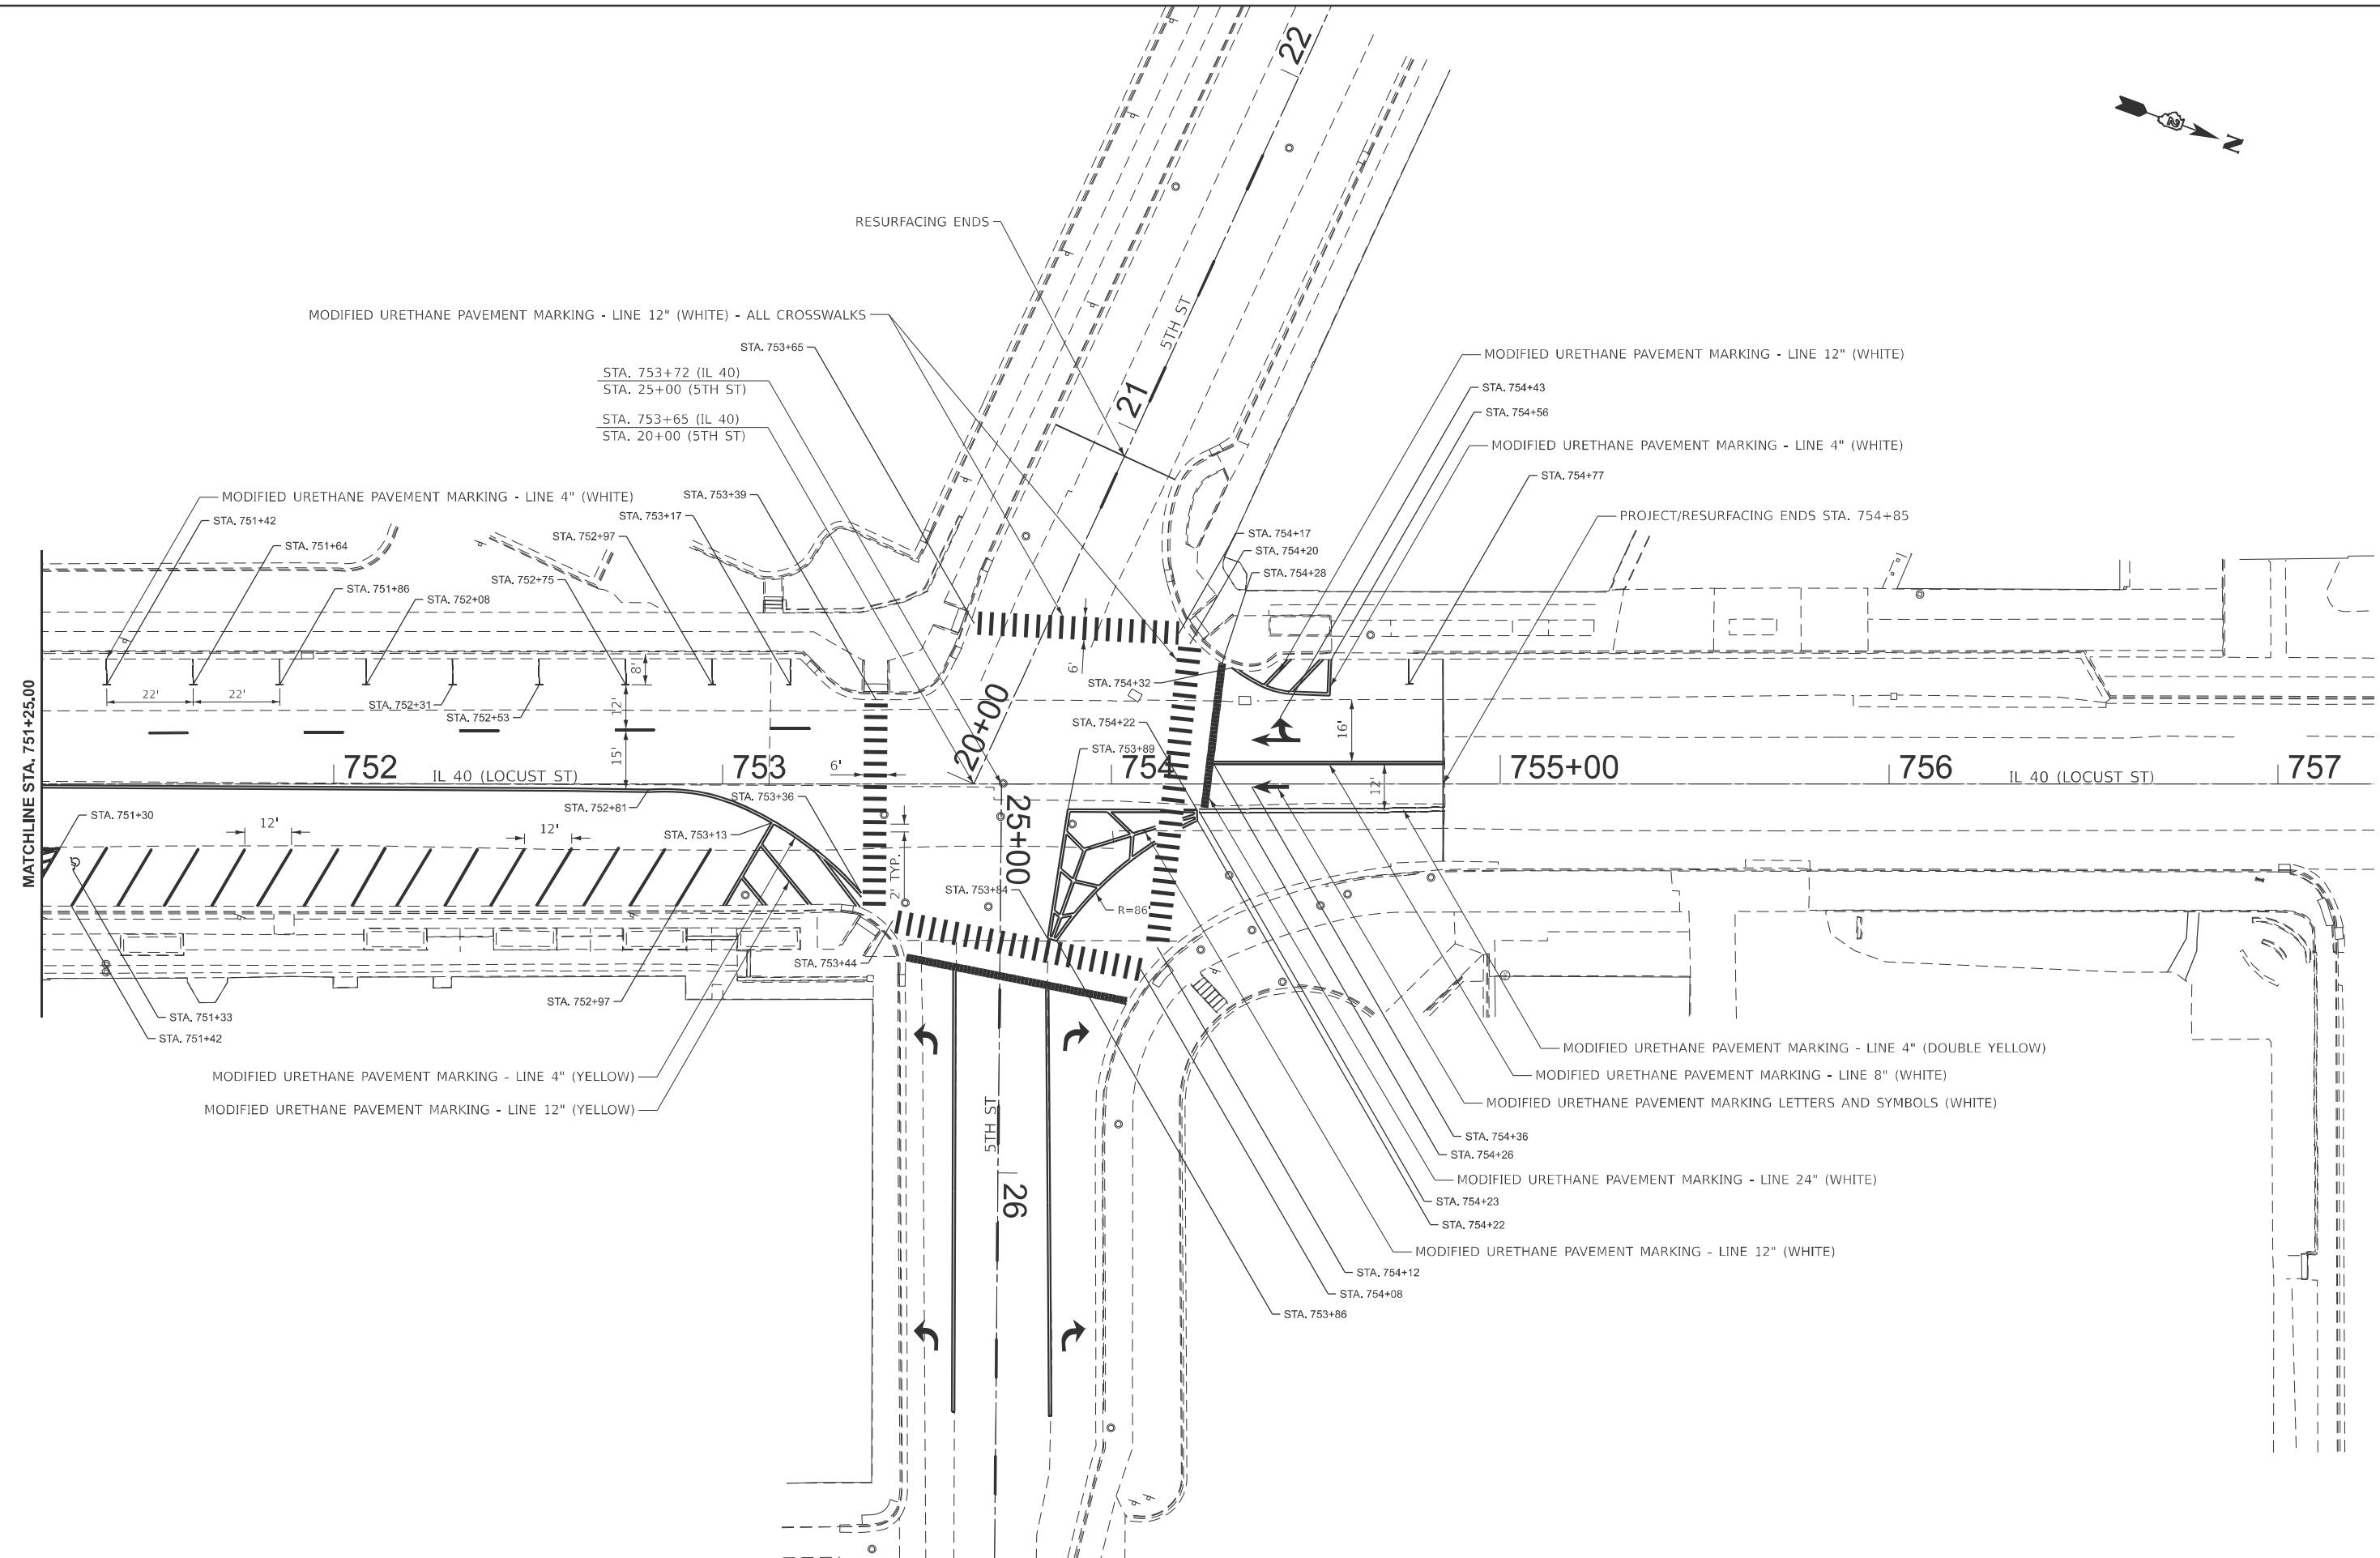 22
N
RESURFACING ENDS
5TH ST
MODIFIED URETHANE PAVEMENT MARKING - LINE 12" (WHITE) - ALL CROSSWALKS
STA. 753+65
MODIFIED URETHANE PAVEMENT MARKING - LINE 12" (WHITE)
STA. 753+72 (IL 40)
STA. 25+00 (5TH ST)
STA. 754+43
21
STA. 754+56
STA. 753+65 (IL 40)
STA. 20+00 (5TH ST)
MODIFIED URETHANE PAVEMENT MARKING - LINE 4" (WHITE)
STA. 754+77
MODIFIED URETHANE PAVEMENT MARKING - LINE 4" (WHITE)
STA. 753+39
STA. 751+42
STA. 753+17
PROJECT/RESURFACING ENDS STA. 754+85
STA. 751+64
STA. 752+97
STA. 754+17
STA. 754+20
STA. 754+28
STA. 751+86
STA. 752+75
STA. 752+08
8'
6'
STA. 754+32
22'
22'
STA. 752+31
12'
STA. 752+53
20+00
STA. 754+22
16'
STA. 753+89
15'
752
IL 40 (LOCUST ST)
753
6'
754
755+00
756
IL 40 (LOCUST ST)
757
MATCHLINE STA. 751+25.00
12'
STA. 753+36
STA. 752+81
STA. 751+30
12'
12'
STA. 753+13
25+00
2' TYP.
STA. 753+84
R=86'
STA. 753+44
STA. 752+97
STA. 751+33
STA. 751+42
MODIFIED URETHANE PAVEMENT MARKING - LINE 4" (DOUBLE YELLOW)
MODIFIED URETHANE PAVEMENT MARKING - LINE 4" (YELLOW)
MODIFIED URETHANE PAVEMENT MARKING - LINE 8" (WHITE)
MODIFIED URETHANE PAVEMENT MARKING - LINE 12" (YELLOW)
MODIFIED URETHANE PAVEMENT MARKING LETTERS AND SYMBOLS (WHITE)
5TH ST
STA. 754+36
STA. 754+26
MODIFIED URETHANE PAVEMENT MARKING - LINE 24" (WHITE)
26
STA. 754+23
STA. 754+22
MODIFIED URETHANE PAVEMENT MARKING - LINE 12" (WHITE)
STA. 754+12
STA. 754+08
STA. 753+86